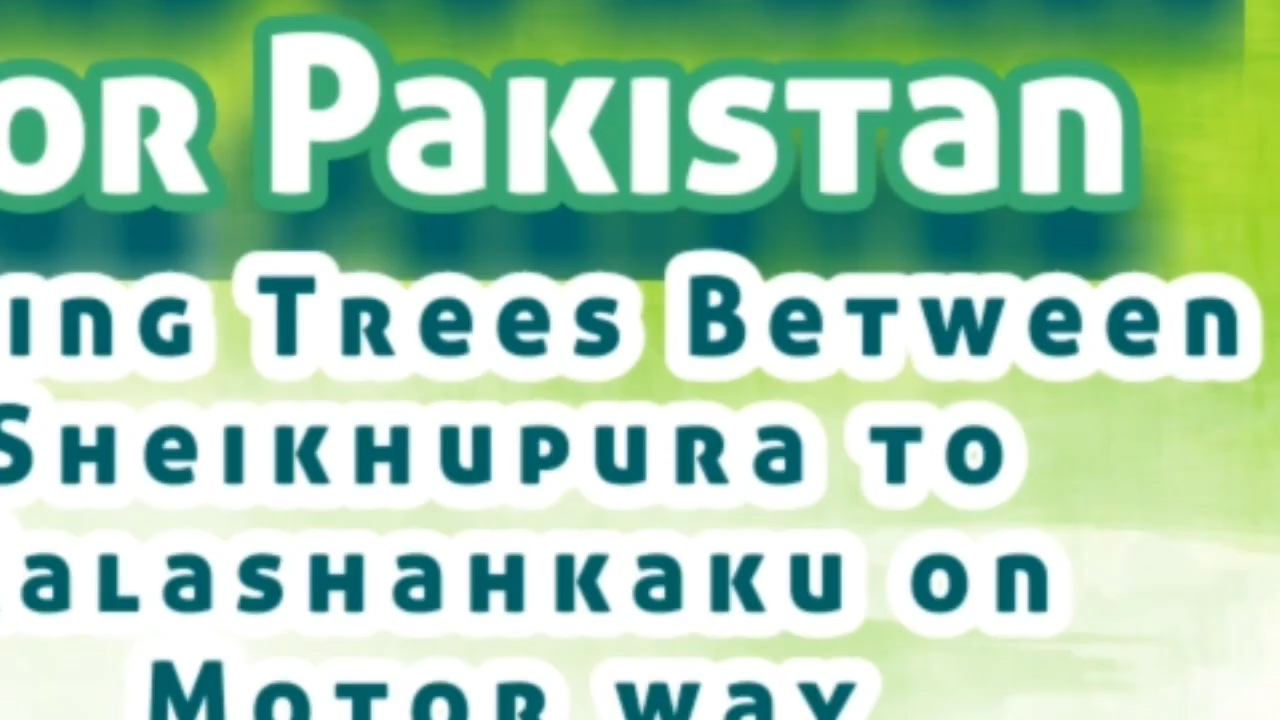 or Pakistan
ing Trees Between
Sheikhupura to
alashahkaku on
Motor way